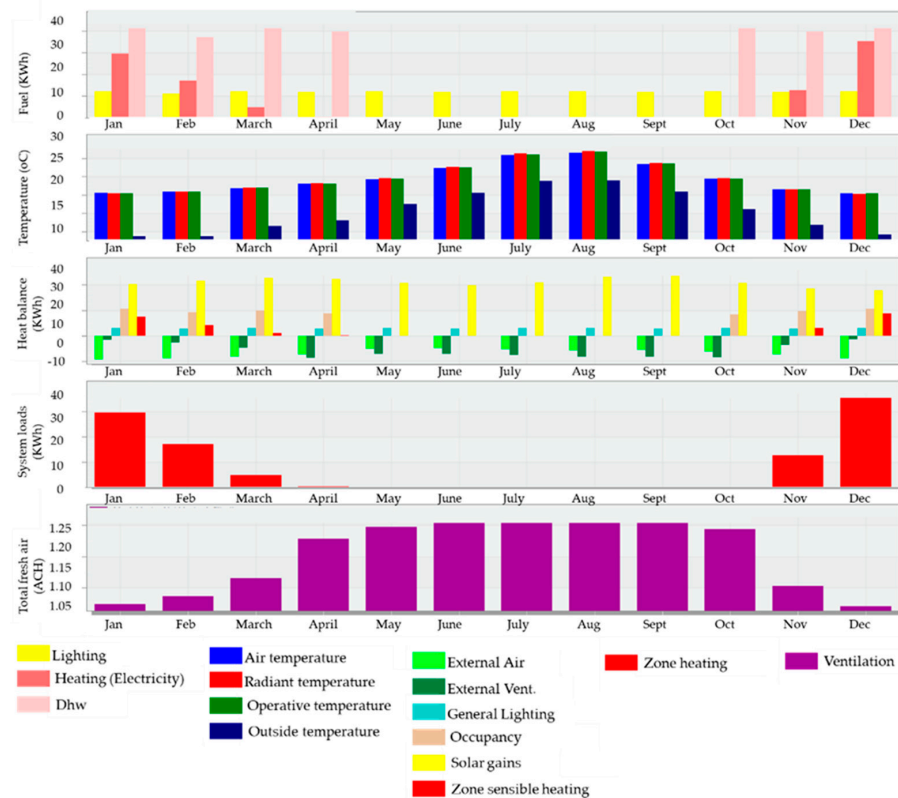 Fuel (KWh)
40
30
20
10
0
Jan Feb March April May June July Aug Sept Oct Nov Dec
Temperature (oC)
30
25
20
15
10
Jan Feb March April May June July Aug Sept Oct Nov Dec
Heat balance
(KWh)
40
30
10
0
-10
Jan Feb March April May June July Aug Sept Oct Nov Dec
System loads
(KWh)
40
30
20
10
0
Jan Feb March April May June July Aug Sept Oct Nov Dec
Total fresh air
(ACH)
1.25
1.20
1.10
1.05
Jan Feb March April May June July Aug Sept Oct Nov Dec
Lighting
Heating (Electricity)
Dhw
Air temperature
Radiant temperature
Operative temperature
Outside temperature
External Air
External Vent.
General Lighting
Occupancy
Solar gains
Zone sensible heating
Zone heating
Ventilation